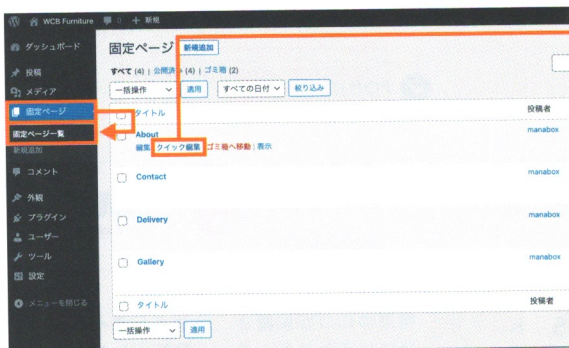 WCB Furniture 0 + 新規
ダッシュボード
投稿
メディア
固定ページ
固定ページ一覧
新規追加
コメント
外観
プラグイン
ユーザー
ツール
設定
メニューを閉じる
固定ページ 新規追加
すべて (4) | 公開済み (4) | ゴミ箱 (2)
一括操作 適用 すべての日付 絞り込み
タイトル 投稿者
About manabox
編集 クイック編集 ゴミ箱へ移動 | 表示
Contact manabox
Delivery manabox
Gallery manabox
タイトル 投稿者
一括操作 適用